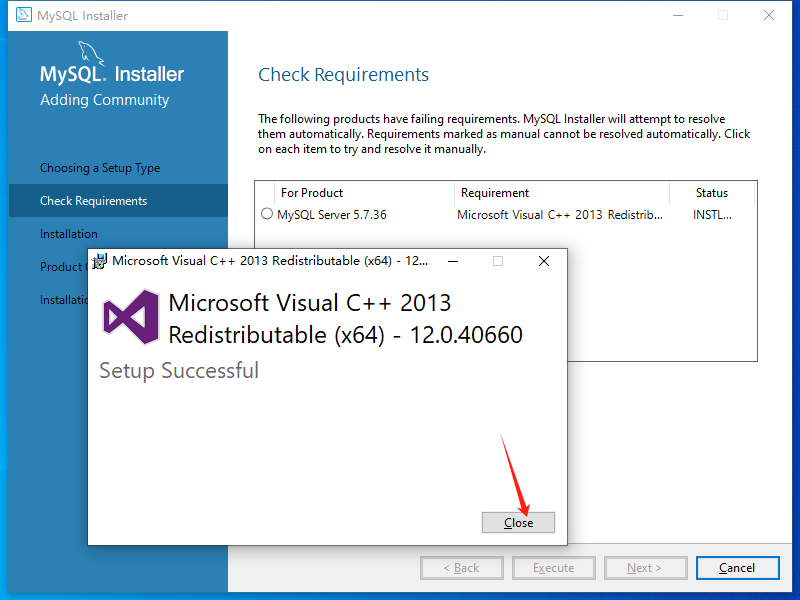 MySQL Installer
MySQL. Installer
Adding Community
Choosing a Setup Type
Check Requirements
Installation
Product
Installatio
Check Requirements
The following products have failing requirements. MySQL Installer will attempt to resolve
them automatically. Requirements marked as manual cannot be resolved automatically. Click
on each item to try and resolve it manually.
For Product Requirement Status
MySQL Server 5.7.36 Microsoft Visual C++ 2013 Redistrib... INSTL...
Microsoft Visual C++ 2013 Redistributable (x64) - 12...
Microsoft Visual C++ 2013
Redistributable (x64) - 12.0.40660
Setup Successful
Close
< Back Execute Next > Cancel